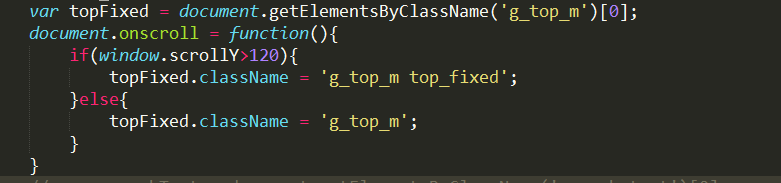 var topFixed = document.getElementsByClassName('g_top_m')[0];
document.onscroll = function(){
if(window.scrollY>120){
topFixed.className = 'g_top_m top_fixed';
}else{
topFixed.className = 'g_top_m';
}
}